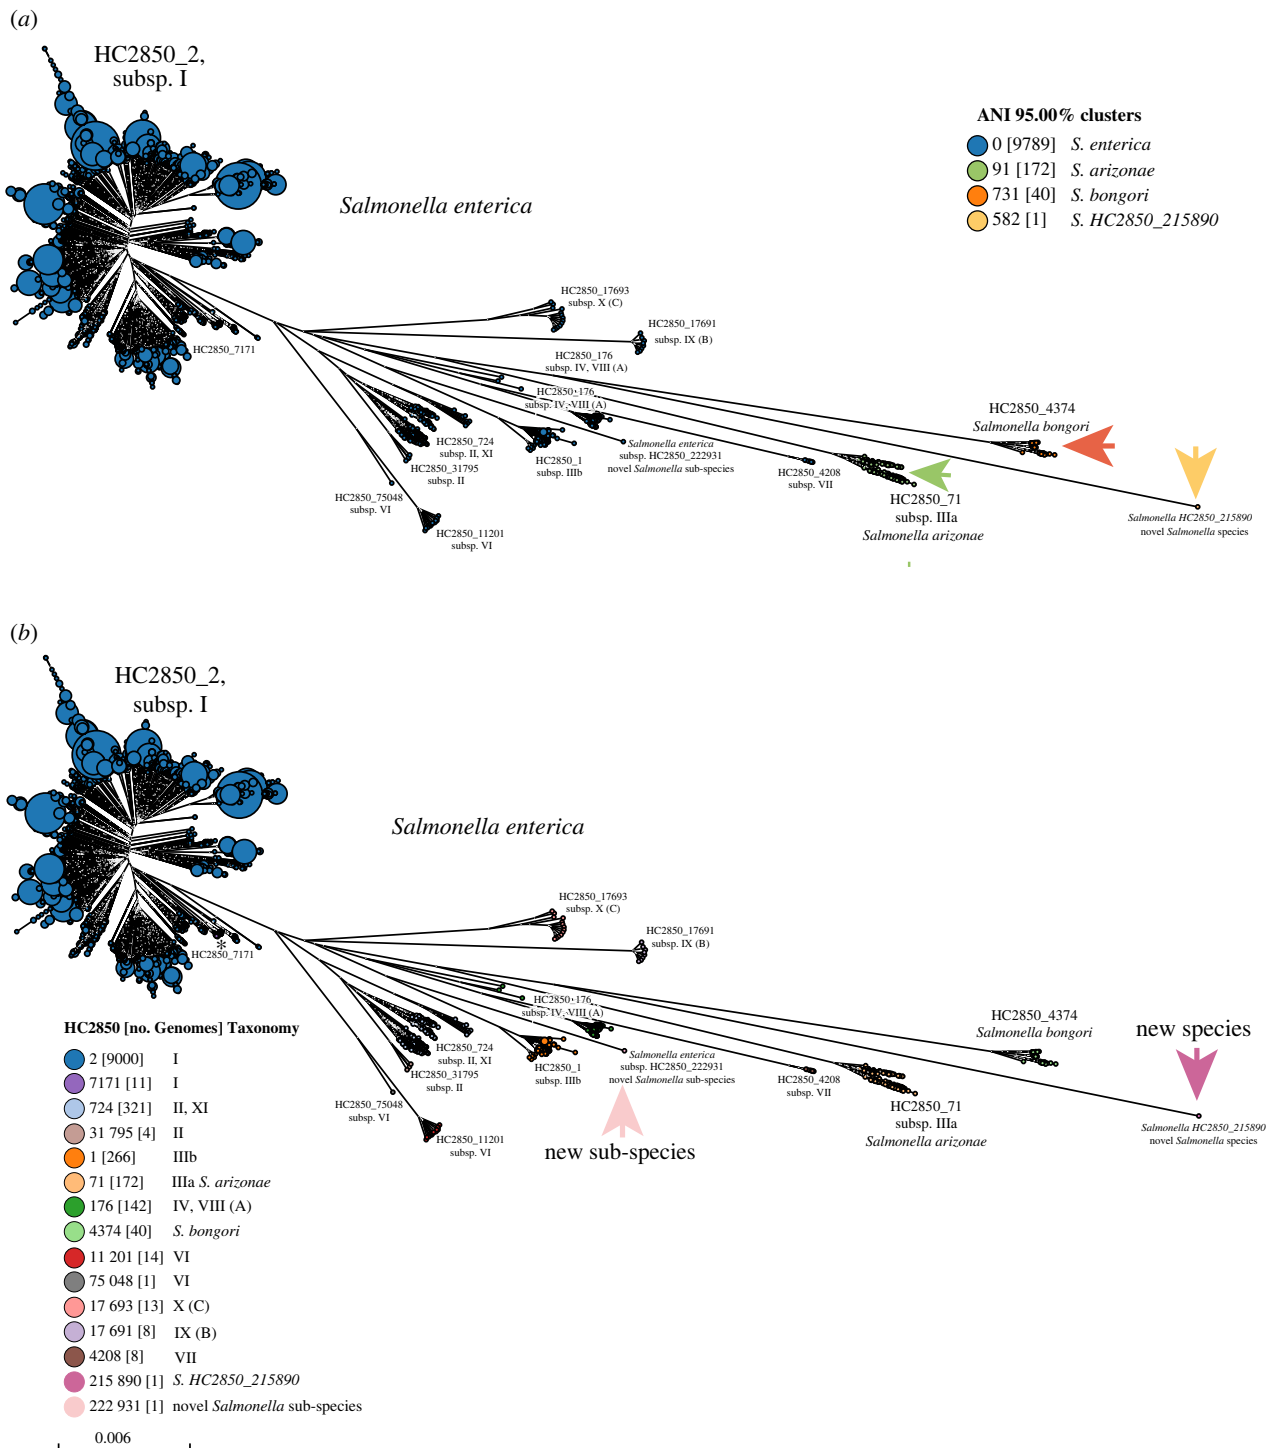 (a)
HC2850_2,
subsp. I
ANI 95.00% clusters
0 [9789] S. enterica
91 [172] S. arizonae
731 [40] S. bongori
582 [1] S. HC2850_215890
Salmonella enterica
HC2850_17693
subsp. X (C)
HC2850_17691
subsp. IX (B)
HC2850_7171
HC2850_176
subsp. IV, VIII (A)
HC2850_176
subsp. IV, VIII (A)
HC2850_4374
Salmonella bongori
HC2850_724
subsp. II, XI
HC2850_31795
subsp. II
HC2850_1
subsp. IIIb
Salmonella enterica
subsp. HC2850_222931
novel Salmonella sub-species
HC2850_4208
subsp. VII
HC2850_75048
subsp. VI
HC2850_71
subsp. IIIa
Salmonella arizonae
Salmonella HC2850_215890
novel Salmonella species
HC2850_11201
subsp. VI
(b)
HC2850_2,
subsp. I
Salmonella enterica
HC2850_17693
subsp. X (C)
HC2850_17691
subsp. IX (B)
*
HC2850_7171
HC2850_176
subsp. IV, VIII (A)
HC2850_4374
Salmonella bongori
new species
HC2850_724
subsp. II, XI
HC2850_31795
subsp. II
HC2850_1
subsp. IIIb
Salmonella enterica
subsp. HC2850_222931
novel Salmonella sub-species
HC2850_4208
subsp. VII
HC2850_75048
subsp. VI
HC2850_71
subsp. IIIa
Salmonella arizonae
Salmonella HC2850_215890
novel Salmonella species
HC2850_11201
subsp. VI
new sub-species
HC2850 [no. Genomes] Taxonomy
2 [9000] I
7171 [11] I
724 [321] II, XI
31 795 [4] II
1 [266] IIIb
71 [172] IIIa S. arizonae
176 [142] IV, VIII (A)
4374 [40] S. bongori
11 201 [14] VI
75 048 [1] VI
17 693 [13] X (C)
17 691 [8] IX (B)
4208 [8] VII
215 890 [1] S. HC2850_215890
222 931 [1] novel Salmonella sub-species
0.006